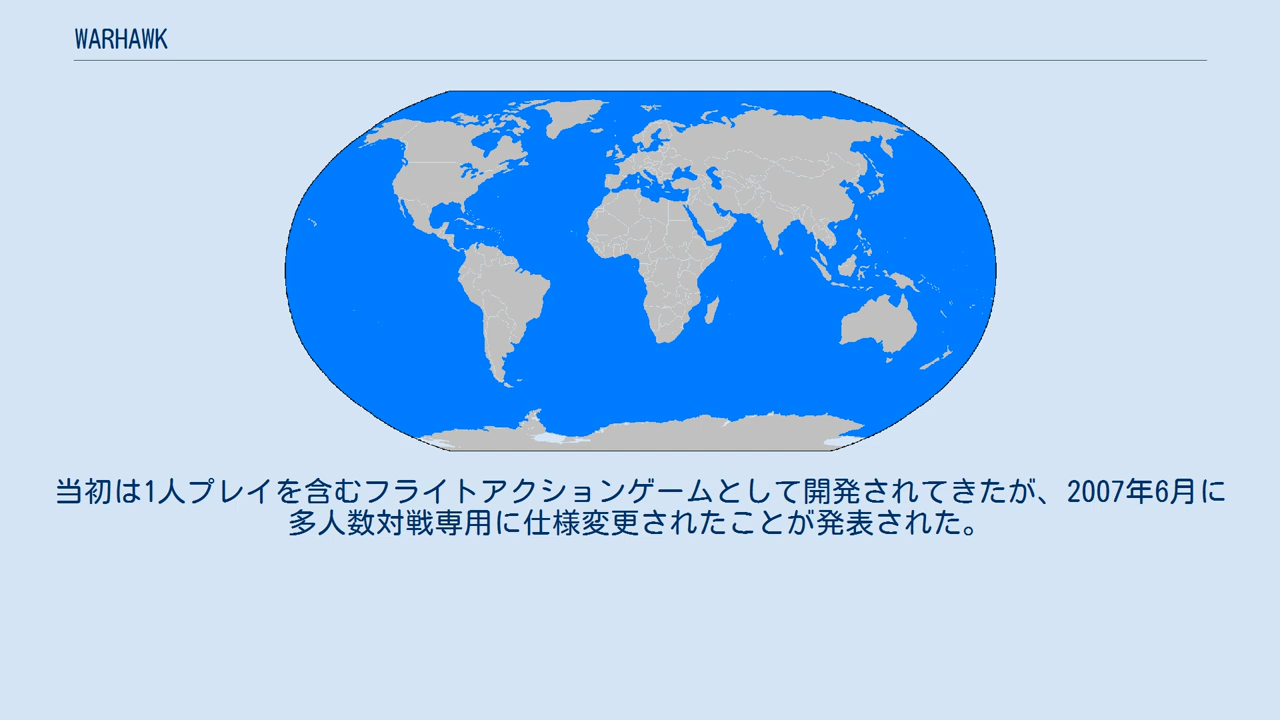 WARHAWK
当初は1人プレイを含むフライトアクションゲームとして開発されてきたが、2007年6月に
多人数対戦専用に仕様変更されたことが発表された。